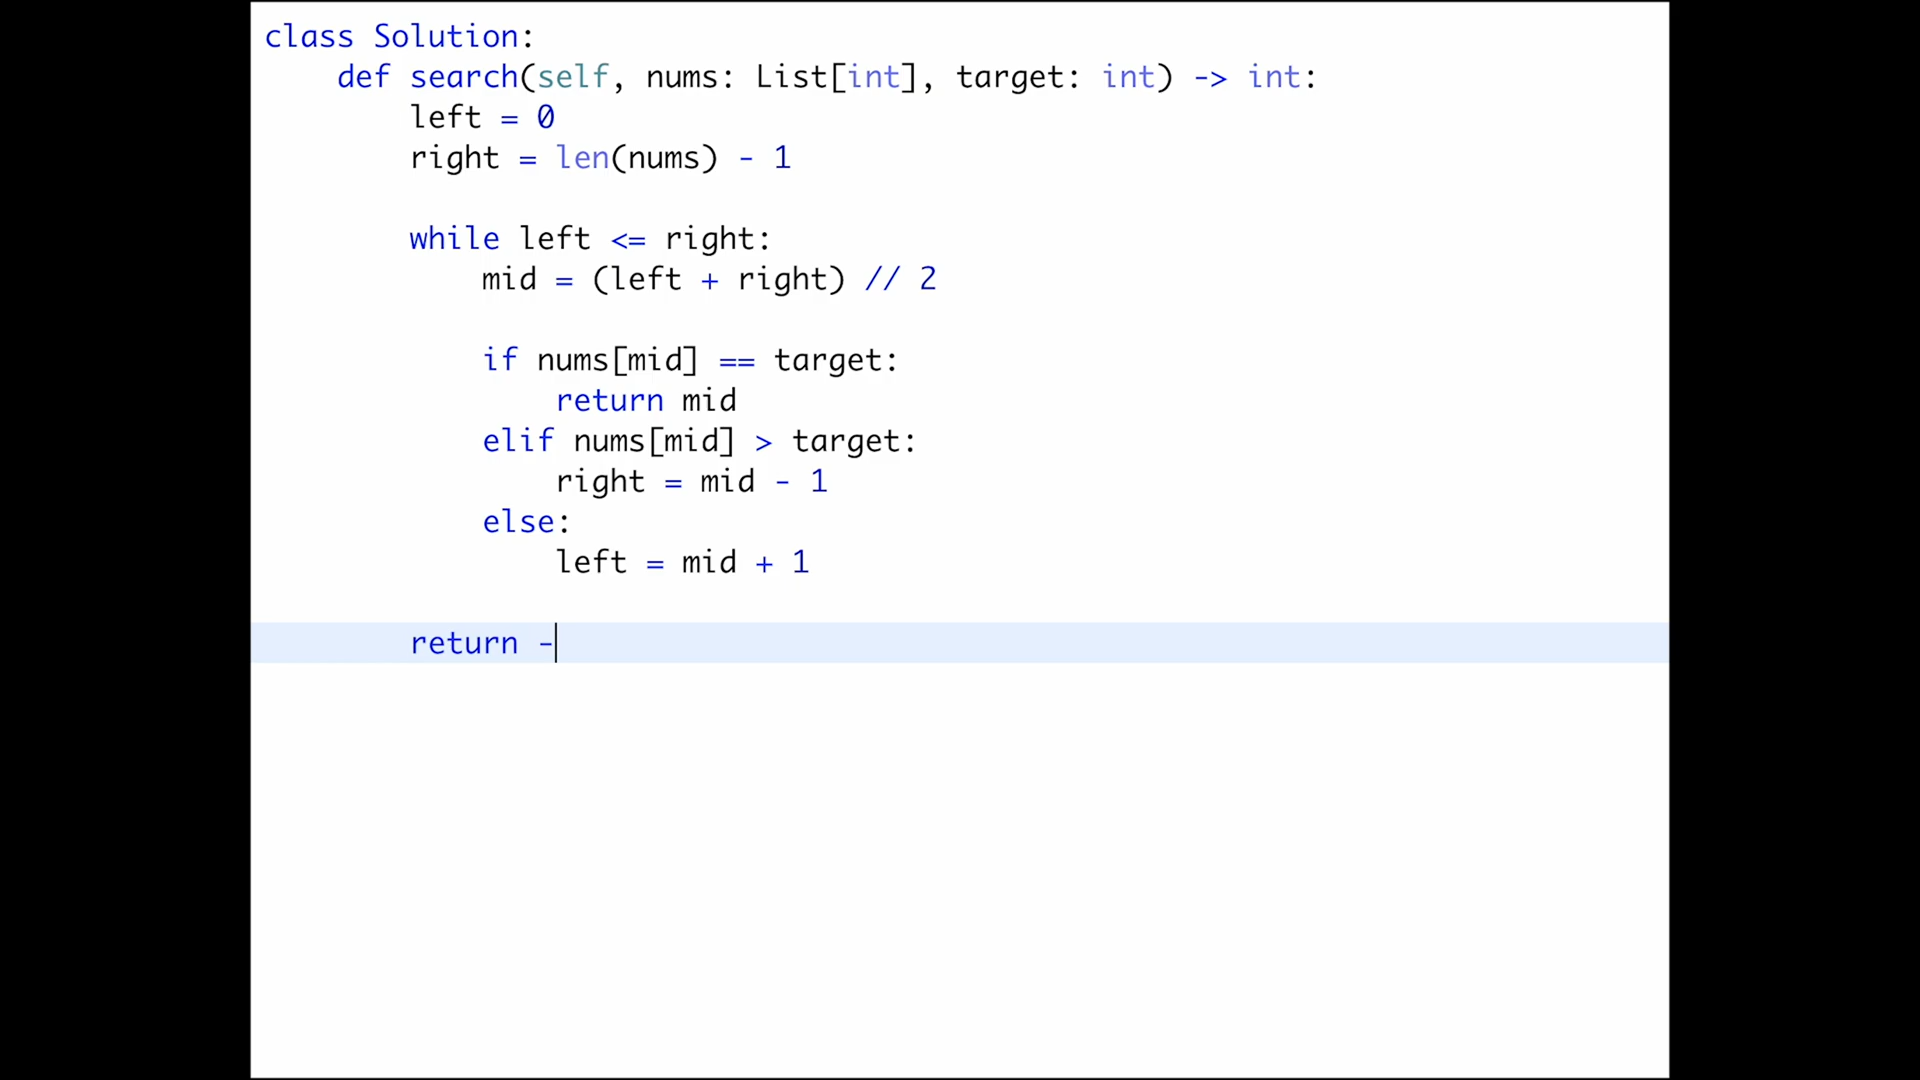 class Solution:
    def search(self, nums: List[int], target: int) -> int:
        left = 0
        right = len(nums) - 1

        while left <= right:
            mid = (left + right) // 2

            if nums[mid] == target:
                return mid
            elif nums[mid] > target:
                right = mid - 1
            else:
                left = mid + 1

        return -